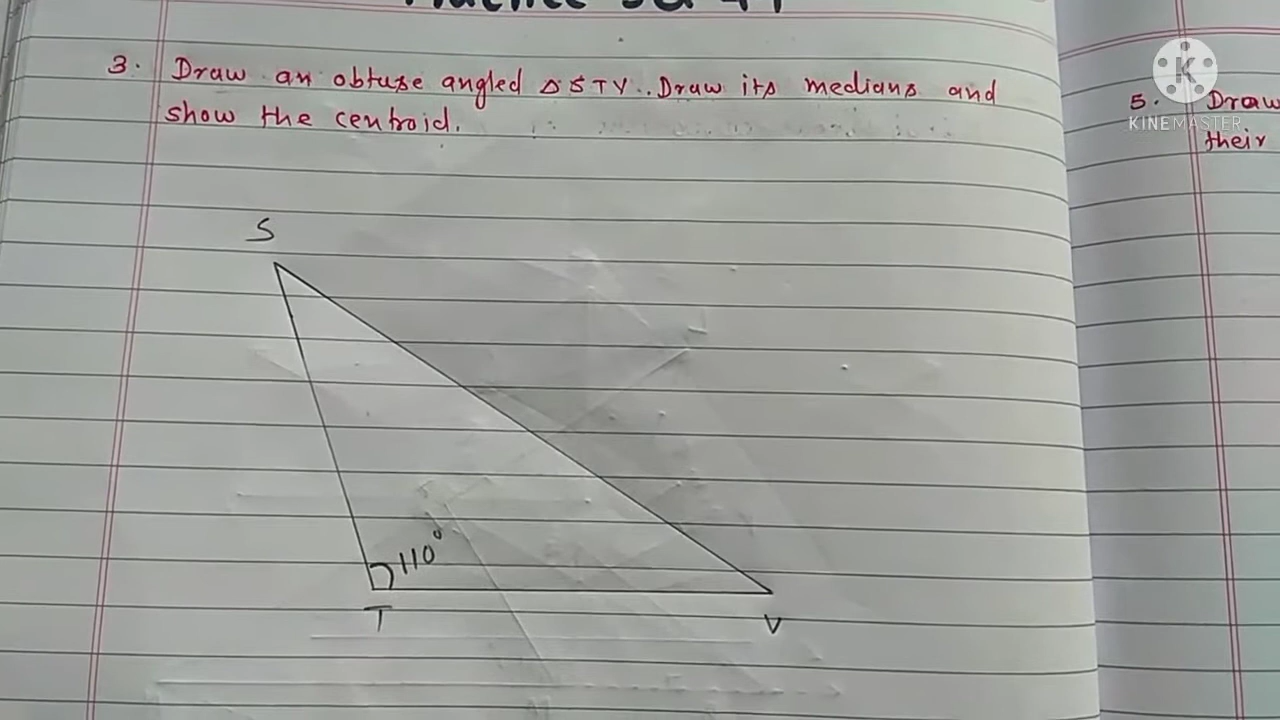 3. Draw an obtuse angled △STV. Draw its medians and
show the centroid.
S
110°
T
V
5. Draw
their
K
KINEMASTER